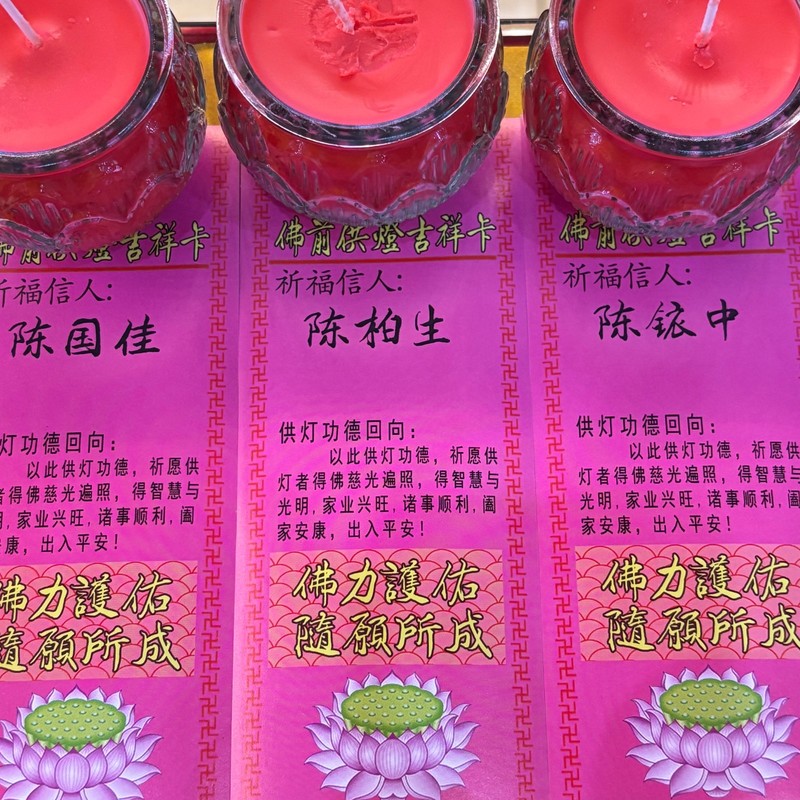 佛前供燈吉祥卡
祈福信人:
陈国佳
供灯功德回向:
以此供灯功德,祈愿供
灯者得佛慈光遍照,得智慧与
光明,家业兴旺,诸事顺利,阖
家安康,出入平安!
佛力護佑
隨願所成
佛前供燈吉祥卡
祈福信人:
陈柏生
供灯功德回向:
以此供灯功德,祈愿供
灯者得佛慈光遍照,得智慧与
光明,家业兴旺,诸事顺利,阖
家安康,出入平安!
佛力護佑
隨願所成
佛前供燈吉祥卡
祈福信人:
陈铱中
供灯功德回向:
以此供灯功德,祈愿供
灯者得佛慈光遍照,得智慧与
光明,家业兴旺,诸事顺利,阖
家安康,出入平安!
佛力護佑
隨願所成